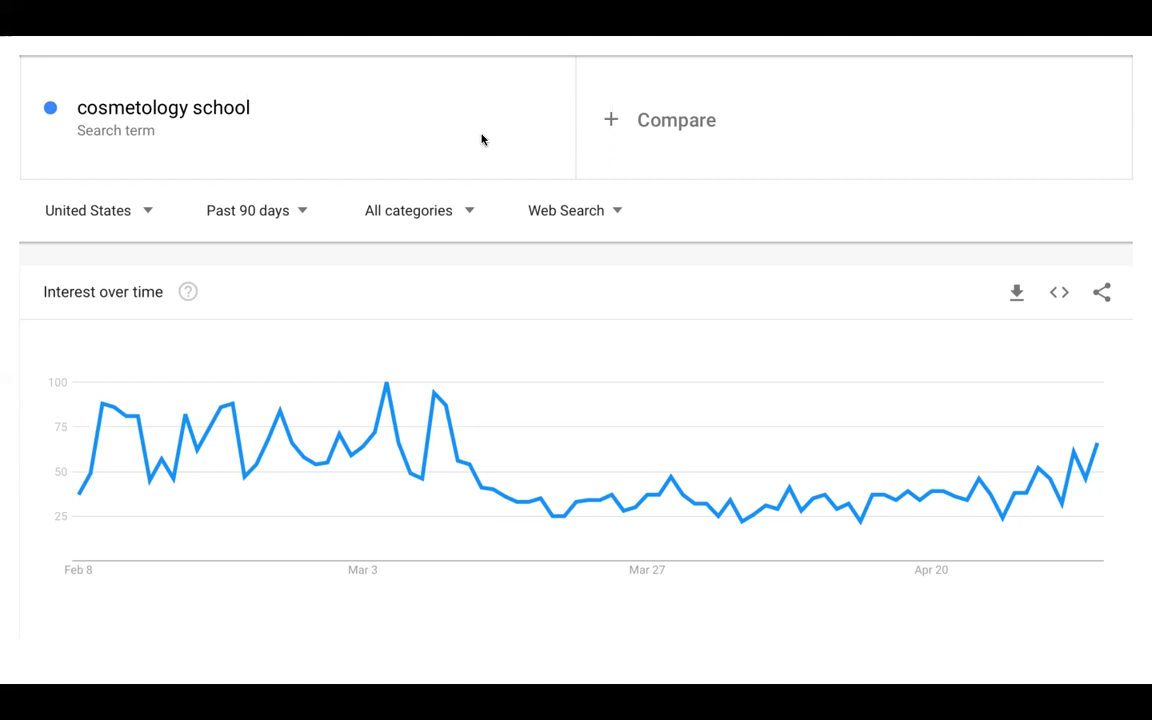 cosmetology school
Search term
+ Compare
United States
Past 90 days
All categories
Web Search
Interest over time ?
100
75
50
25
Feb 8
Mar 3
Mar 27
Apr 20